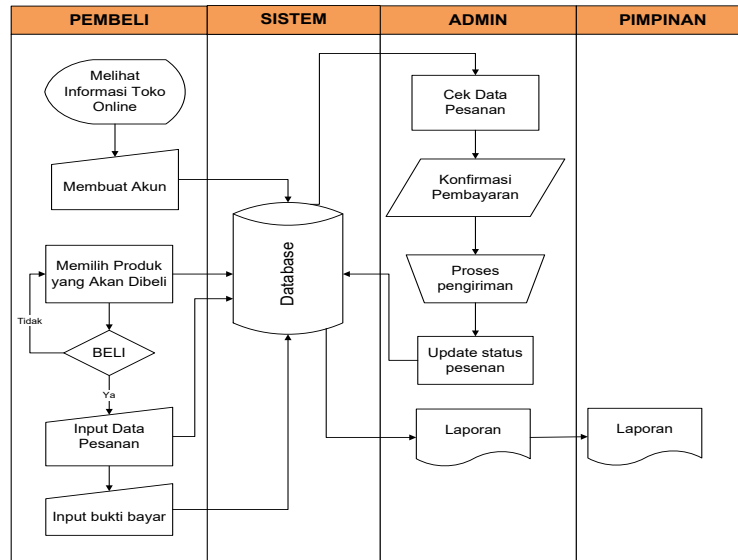 PEMBELI
SISTEM
ADMIN
PIMPINAN
Melihat
Informasi Toko
Online
Membuat Akun
Memilih Produk
yang Akan Dibeli
Tidak
BELI
Ya
Input Data
Pesanan
Input bukti bayar
Database
Cek Data
Pesanan
Konfirmasi
Pembayaran
Proses
pengiriman
Update status
pesenan
Laporan
Laporan